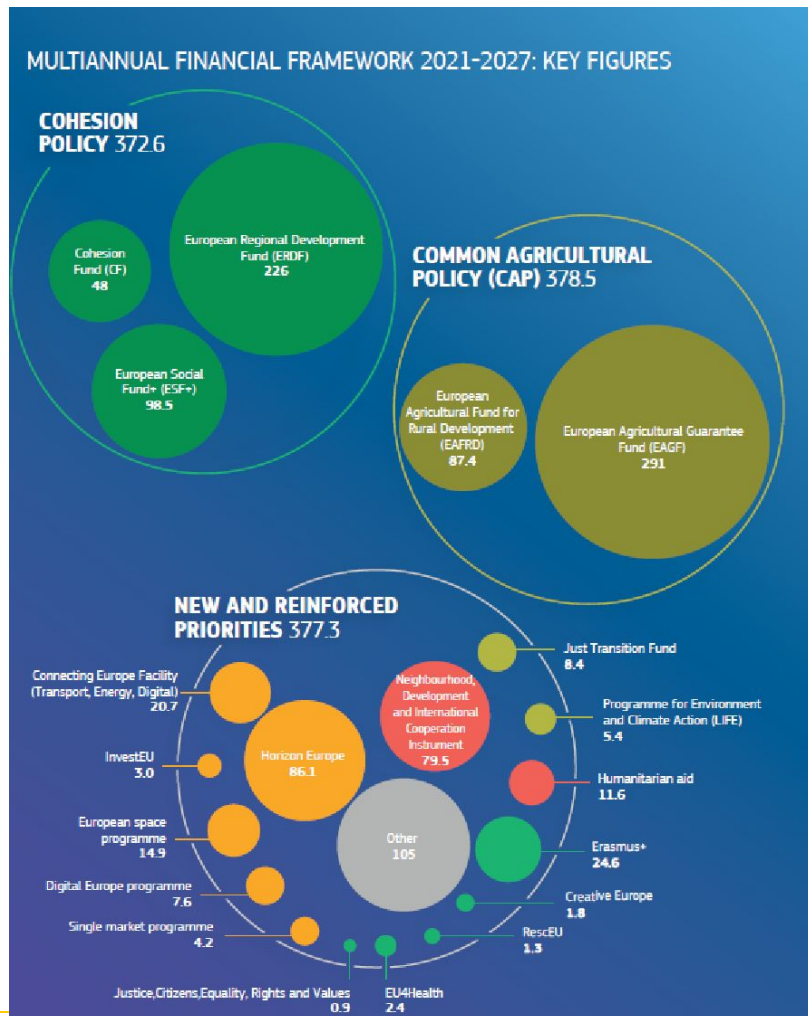 MULTIANNUAL FINANCIAL FRAMEWORK 2021-2027: KEY FIGURES
COHESION
POLICY 372.6
European Regional Development
Fund (ERDF)
226
Cohesion
Fund (CF)
48
European Social
Fund+ (ESF+)
98.5
COMMON AGRICULTURAL
POLICY (CAP) 378.5
European
Agricultural Fund for
Rural Development
(EAFRD)
87.4
European Agricultural Guarantee
Fund (EAGF)
291
NEW AND REINFORCED
PRIORITIES 377.3
Connecting Europe Facility
(Transport, Energy, Digital)
20.7
InvestEU
3.0
European space
programme
14.9
Digital Europe programme
7.6
Single market programme
4.2
Justice,Citizens,Equality, Rights and Values
0.9
EU4Health
2.4
RescEU
1.3
Creative Europe
1.8
Erasmus+
24.6
Humanitarian aid
11.6
Programme for Environment
and Climate Action (LIFE)
5.4
Just Transition Fund
8.4
Neighbourhood,
Development
and International
Cooperation
Instrument
79.5
Horizon Europe
86.1
Other
105